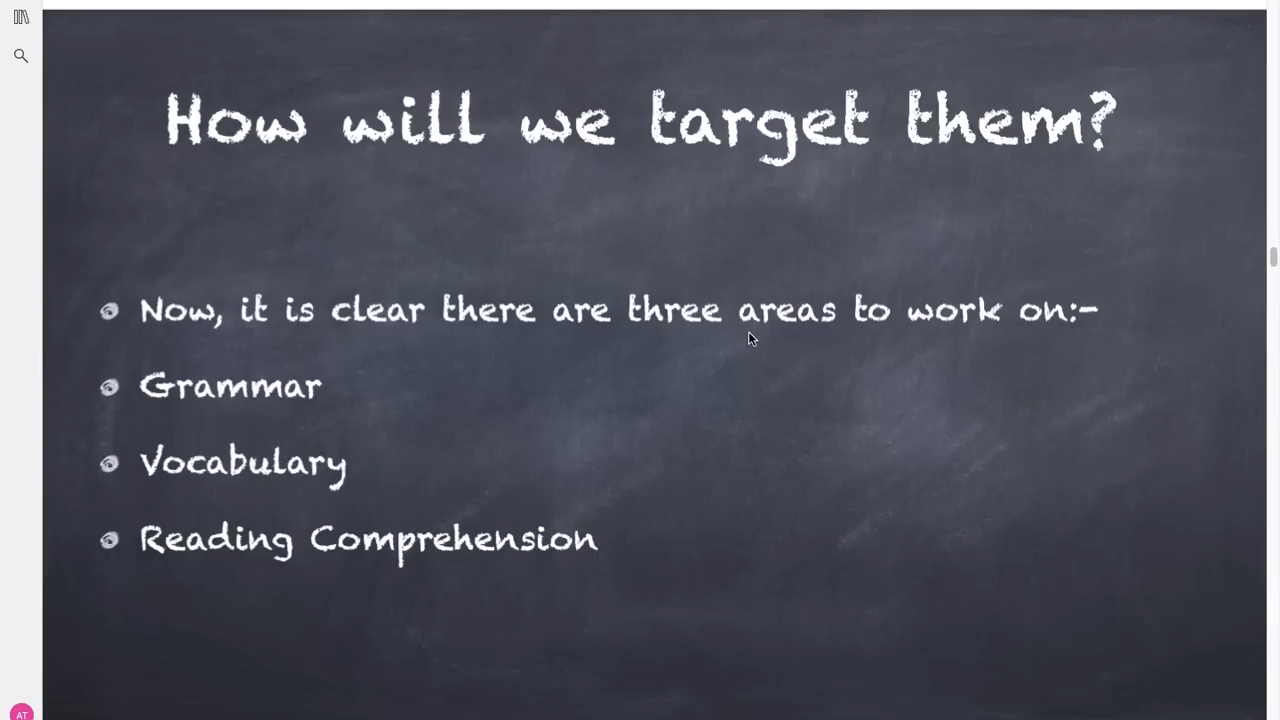 How will we target them?
Now, it is clear there are three areas to work on:-
Grammar
Vocabulary
Reading Comprehension
AT